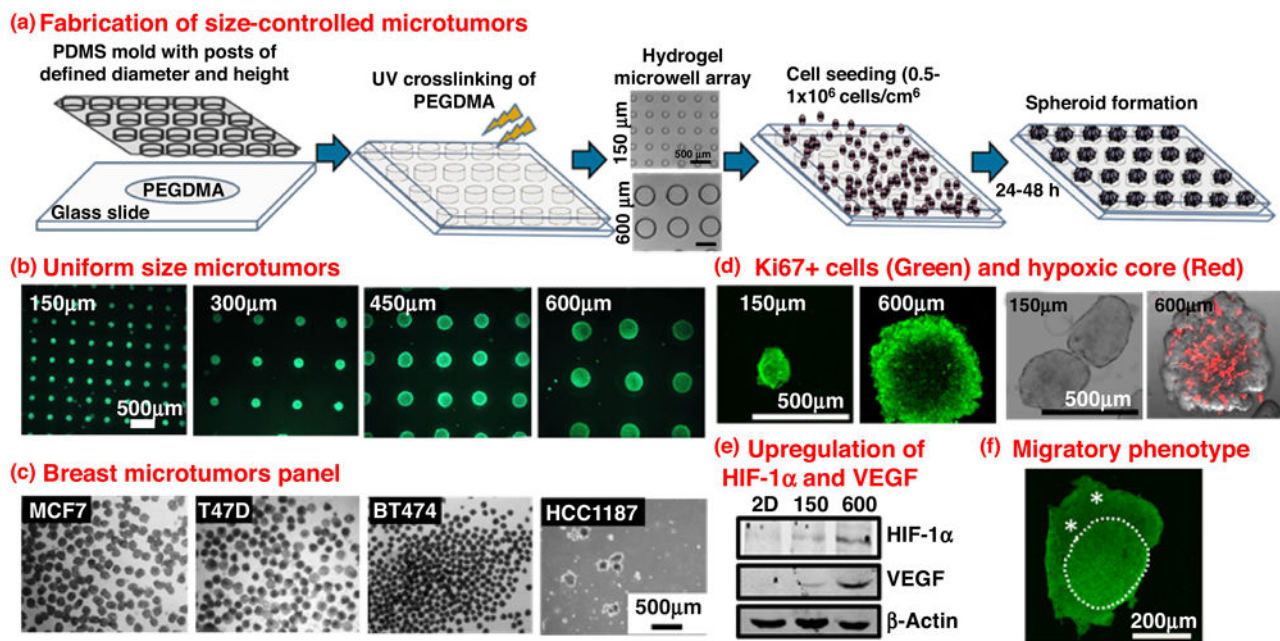 (a) Fabrication of size-controlled microtumors
PDMS mold with posts of
defined diameter and height
PEGDMA
Glass slide
UV crosslinking of
PEGDMA
Hydrogel
microwell array
150 μm
500 μm
600 μm
Cell seeding (0.5-
1x10⁶ cells/cm⁶
Spheroid formation
24-48 h
(b) Uniform size microtumors
150μm
500μm
300μm
450μm
600μm
(c) Breast microtumors panel
MCF7
T47D
BT474
HCC1187
500μm
(d) Ki67+ cells (Green) and hypoxic core (Red)
150μm
500μm
600μm
150μm
500μm
600μm
(e) Upregulation of
HIF-1α and VEGF
2D 150 600
HIF-1α
VEGF
β-Actin
(f) Migratory phenotype
*
*
200μm